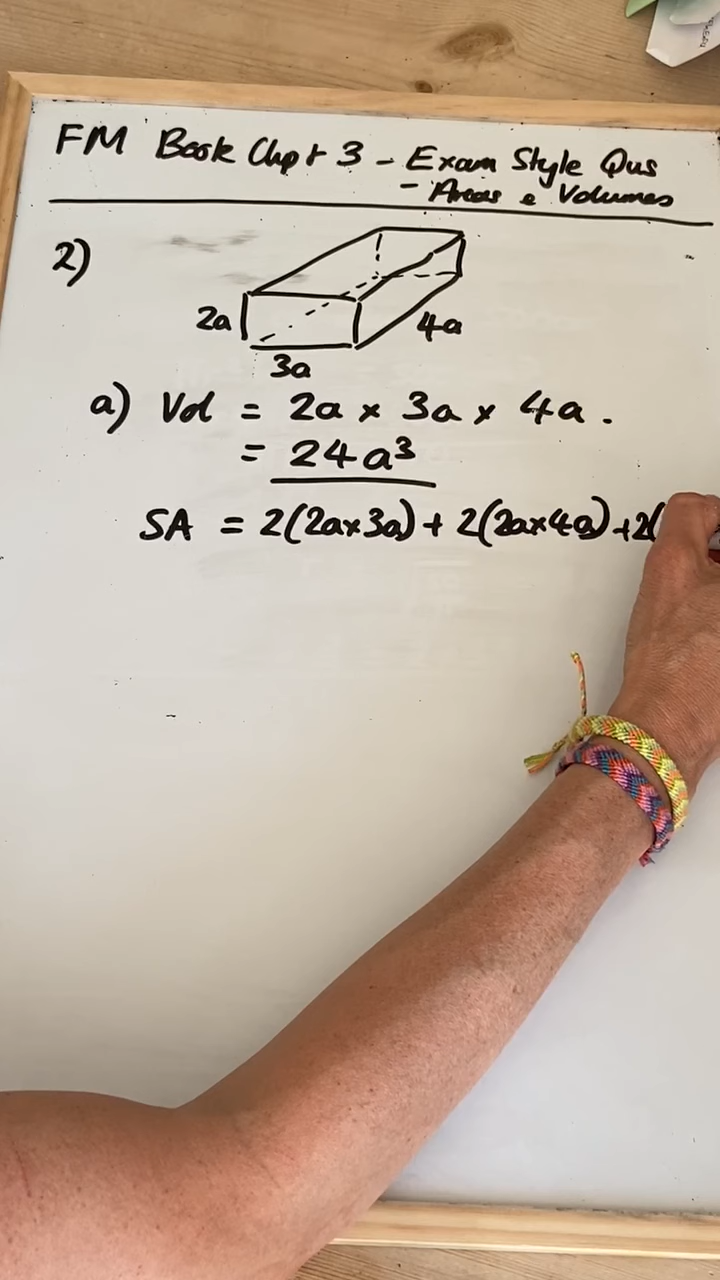 FM Book Chpt 3 - Exam Style Qus
- Areas & Volumes
2)
2a
4a
3a
a) Vol = 2a × 3a × 4a .
= 24a³
SA = 2(2a×3a) + 2(2a×4a) + 2(